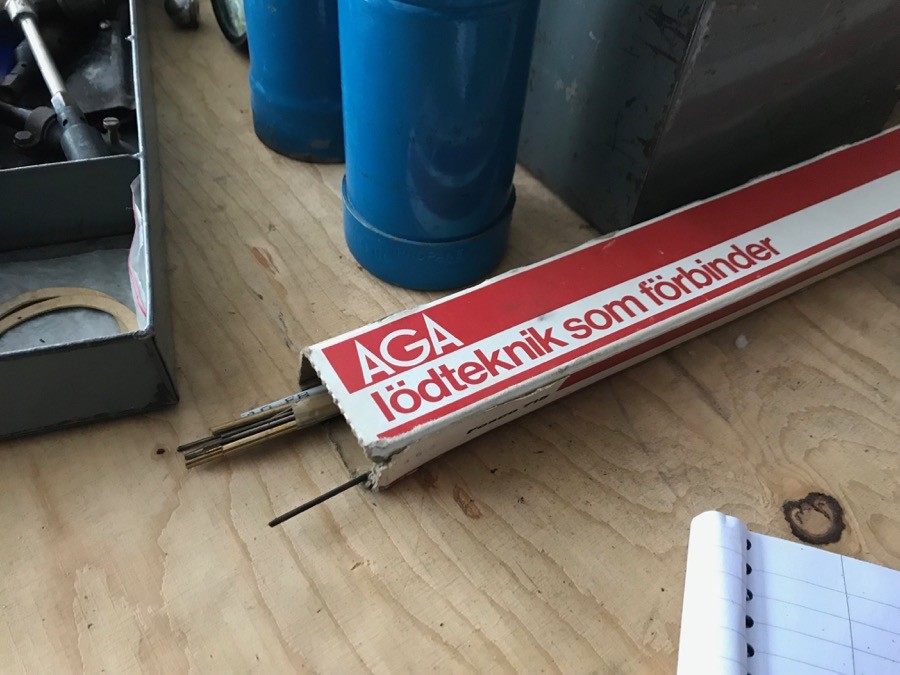 AGA
lödteknik som förbinder